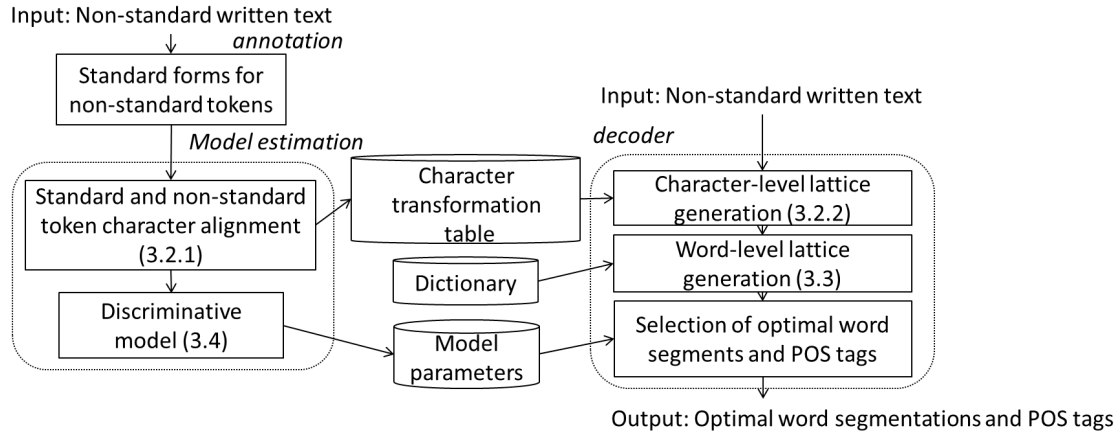 Input: Non-standard written text
annotation
Standard forms for
non-standard tokens
Model estimation
Standard and non-standard
token character alignment
(3.2.1)
Discriminative
model (3.4)
Character
transformation
table
Dictionary
Model
parameters
Input: Non-standard written text
decoder
Character-level lattice
generation (3.2.2)
Word-level lattice
generation (3.3)
Selection of optimal word
segments and POS tags
Output: Optimal word segmentations and POS tags